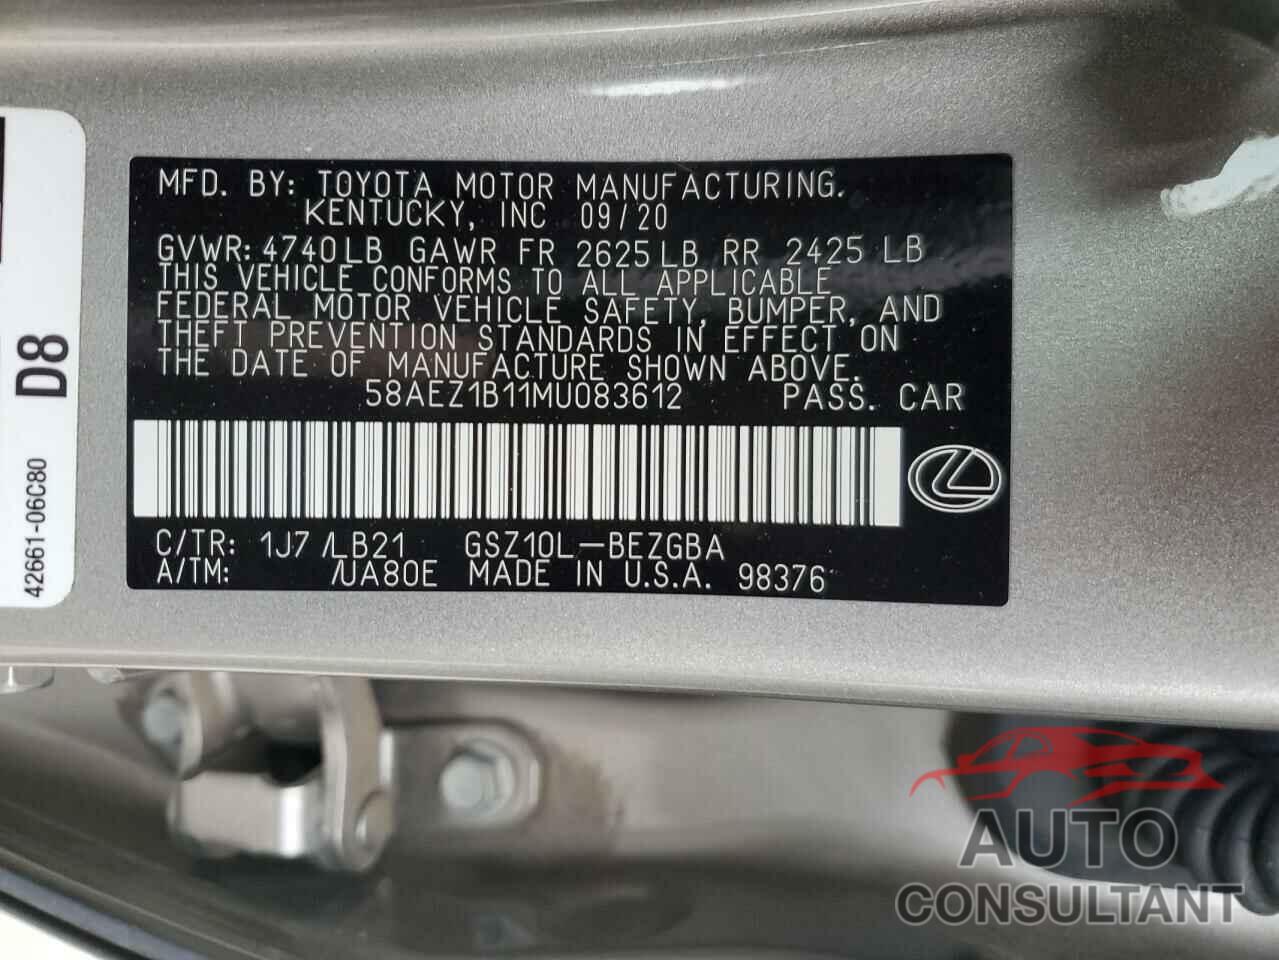 MFD. BY: TOYOTA MOTOR MANUFACTURING.
KENTUCKY, INC 09/20
GVWR: 4740LB GAWR FR 2625LB RR 2425 LB
THIS VEHICLE CONFORMS TO ALL APPLICABLE
FEDERAL MOTOR VEHICLE SAFETY, BUMPER, AND
THEFT PREVENTION STANDARDS IN EFFECT ON
THE DATE OF MANUFACTURE SHOWN ABOVE.
58AEZ1B11MU083612 PASS. CAR
C/TR: 1J7 /LB21 GSZ10L-BEZGBA
A/TM: /UA80E MADE IN U.S.A. 98376
42661-06C80 D8
AUTO
CONSULTANT